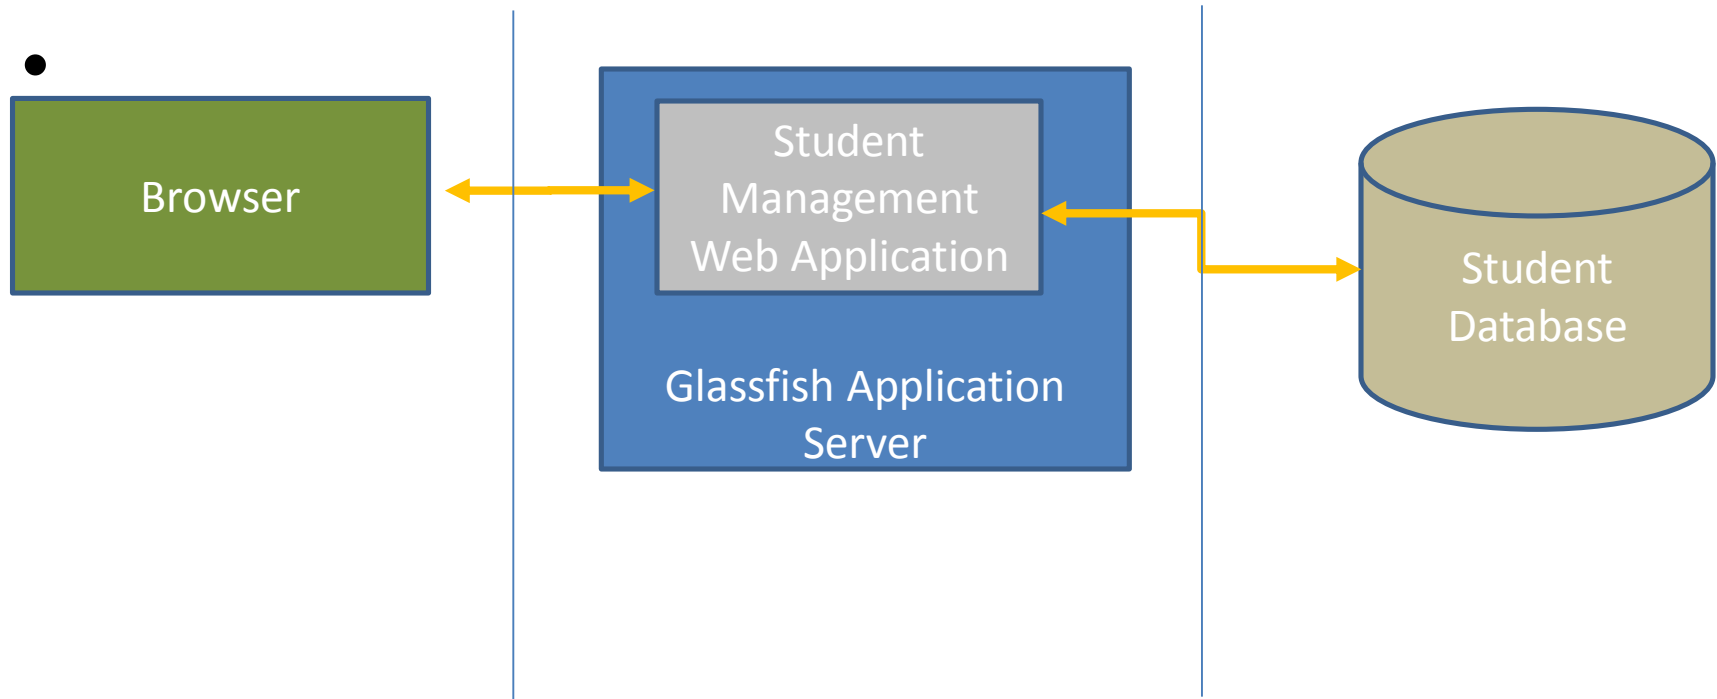 Browser
Student
Management
Web Application
Glassfish Application
Server
Student
Database